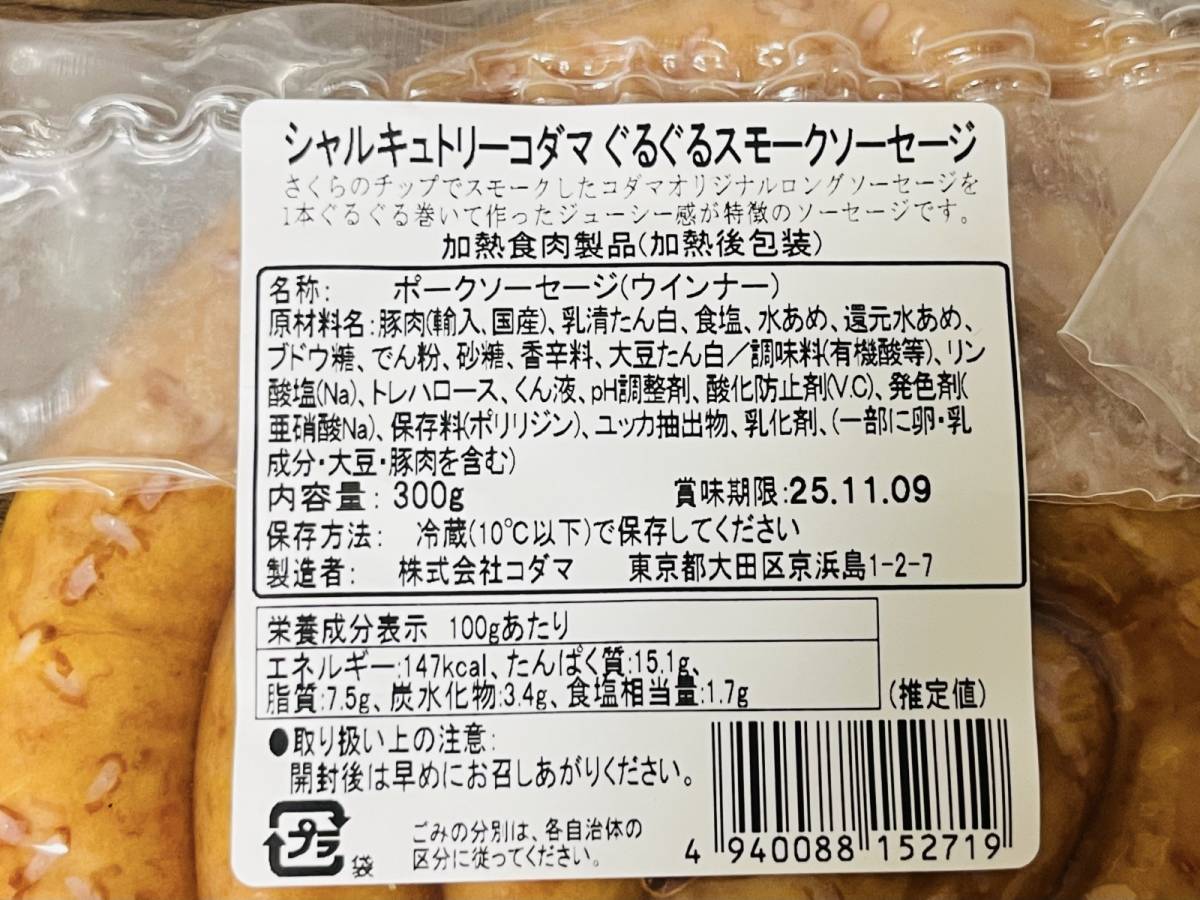 シャルキュトリーコダマ ぐるぐるスモークソーセージ
さくらのチップでスモークしたコダマオリジナルロングソーセージを
1本ぐるぐる巻いて作ったジューシー感が特徴のソーセージです。
加熱食肉製品(加熱後包装)
名称: ポークソーセージ(ウインナー)
原材料名:豚肉(輸入、国産)、乳清たん白、食塩、水あめ、還元水あめ、
ブドウ糖、でん粉、砂糖、香辛料、大豆たん白/調味料(有機酸等)、リン
酸塩(Na)、トレハロース、くん液、pH調整剤、酸化防止剤(V.C)、発色剤(
亜硝酸Na)、保存料(ポリリジン)、ユッカ抽出物、乳化剤、(一部に卵・乳
成分・大豆・豚肉を含む)
内容量: 300g 賞味期限:25.11.09
保存方法: 冷蔵(10℃以下)で保存してください
製造者: 株式会社コダマ 東京都大田区京浜島1-2-7
栄養成分表示 100gあたり
エネルギー:147kcal、たんぱく質:15.1g、
脂質:7.5g、炭水化物:3.4g、食塩相当量:1.7g (推定値)
●取り扱い上の注意:
開封後は早めにお召しあがりください。
プラ 袋
ごみの分別は、各自治体の
区分に従ってください。
4 940088 152719